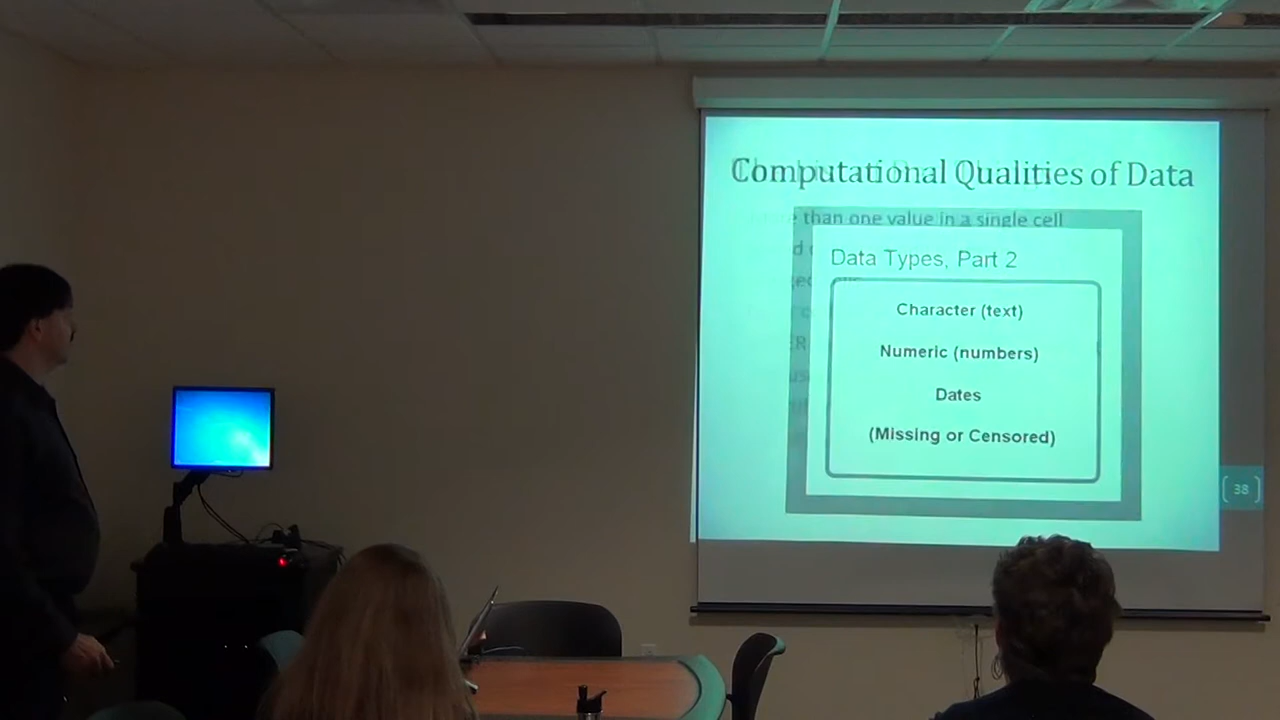 Computational Qualities of Data
than one value in a single cell
Data Types, Part 2
Character (text)
Numeric (numbers)
Dates
(Missing or Censored)
38